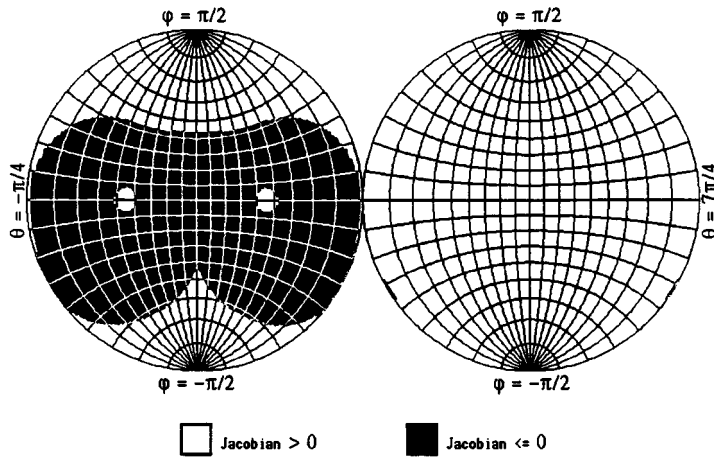 φ = π/2
φ = π/2
θ = -π/4
θ = 7π/4
φ = -π/2
φ = -π/2
Jacobian > 0
Jacobian <= 0